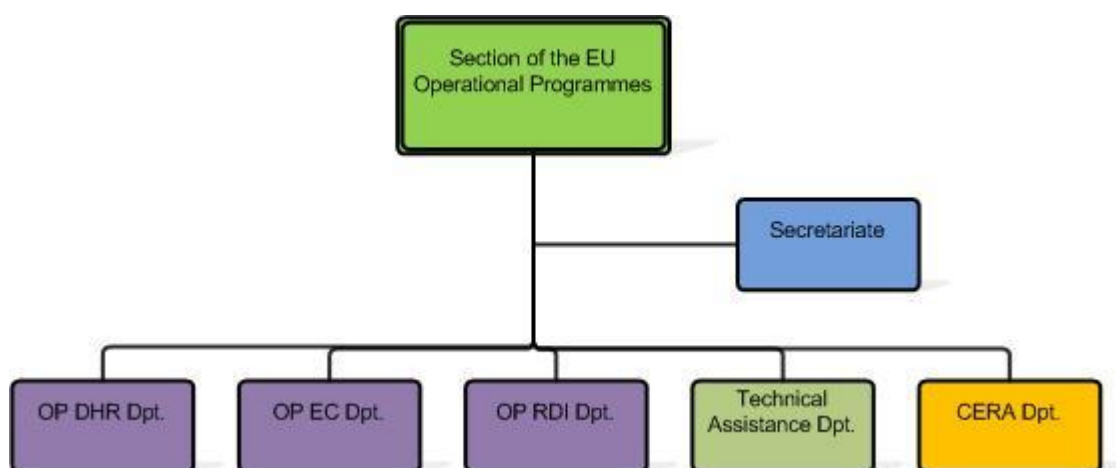 Section of the EU
Operational Programmes
Secretariate
OP DHR Dpt.
OP EC Dpt.
OP RDI Dpt.
Technical
Assistance Dpt.
CERA Dpt.